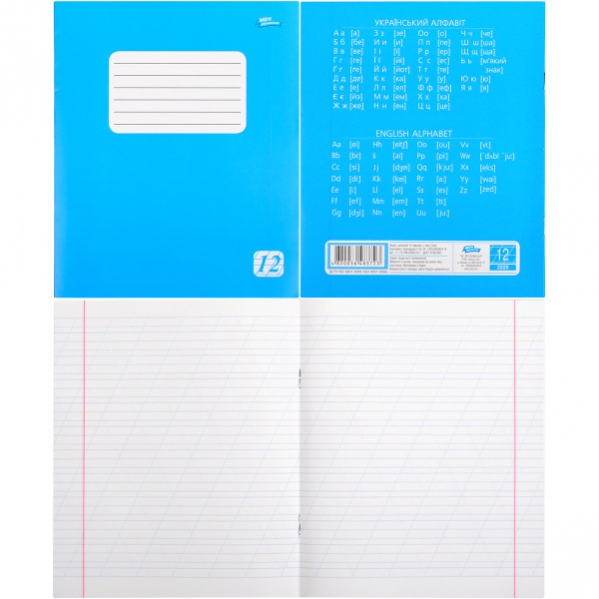 12
УКРАЇНСЬКИЙ АЛФАВІТ
А а [а] З з [зе] О о [о] Ч ч [че]
Б б [бе] И и [и] П п [пе] Ш ш [ша]
В в [ве] І і [і] Р р [ер] Щ щ [ща]
Г г [ге] Ї ї [йі] С с [ес] Ь ь [м'який
Ґ ґ [ґе] Й й [йот] Т т [те] знак]
Д д [де] К к [ка] У у [у] Ю ю [ю]
Е е [е] Л л [ел] Ф ф [еф] Я я [я]
Є є [йе] М м [ем] Х х [ха]
Ж ж [же] Н н [ен] Ц ц [це]
ENGLISH ALPHABET
Aa [ei] Hh [eitʃ] Oo [ou] Vv [vi:]
Bb [bi:] Ii [ai] Pp [pi:] Ww [ˈdʌbl ˈju:]
Cc [si:] Jj [dʒei] Qq [kju:] Xx [eks]
Dd [di:] Kk [kei] Rr [a:] Yy [wai]
Ee [i:] Ll [el] Ss [es] Zz [zed]
Ff [ef] Mm [em] Tt [ti:]
Gg [dʒi:] Nn [en] Uu [ju:]
12